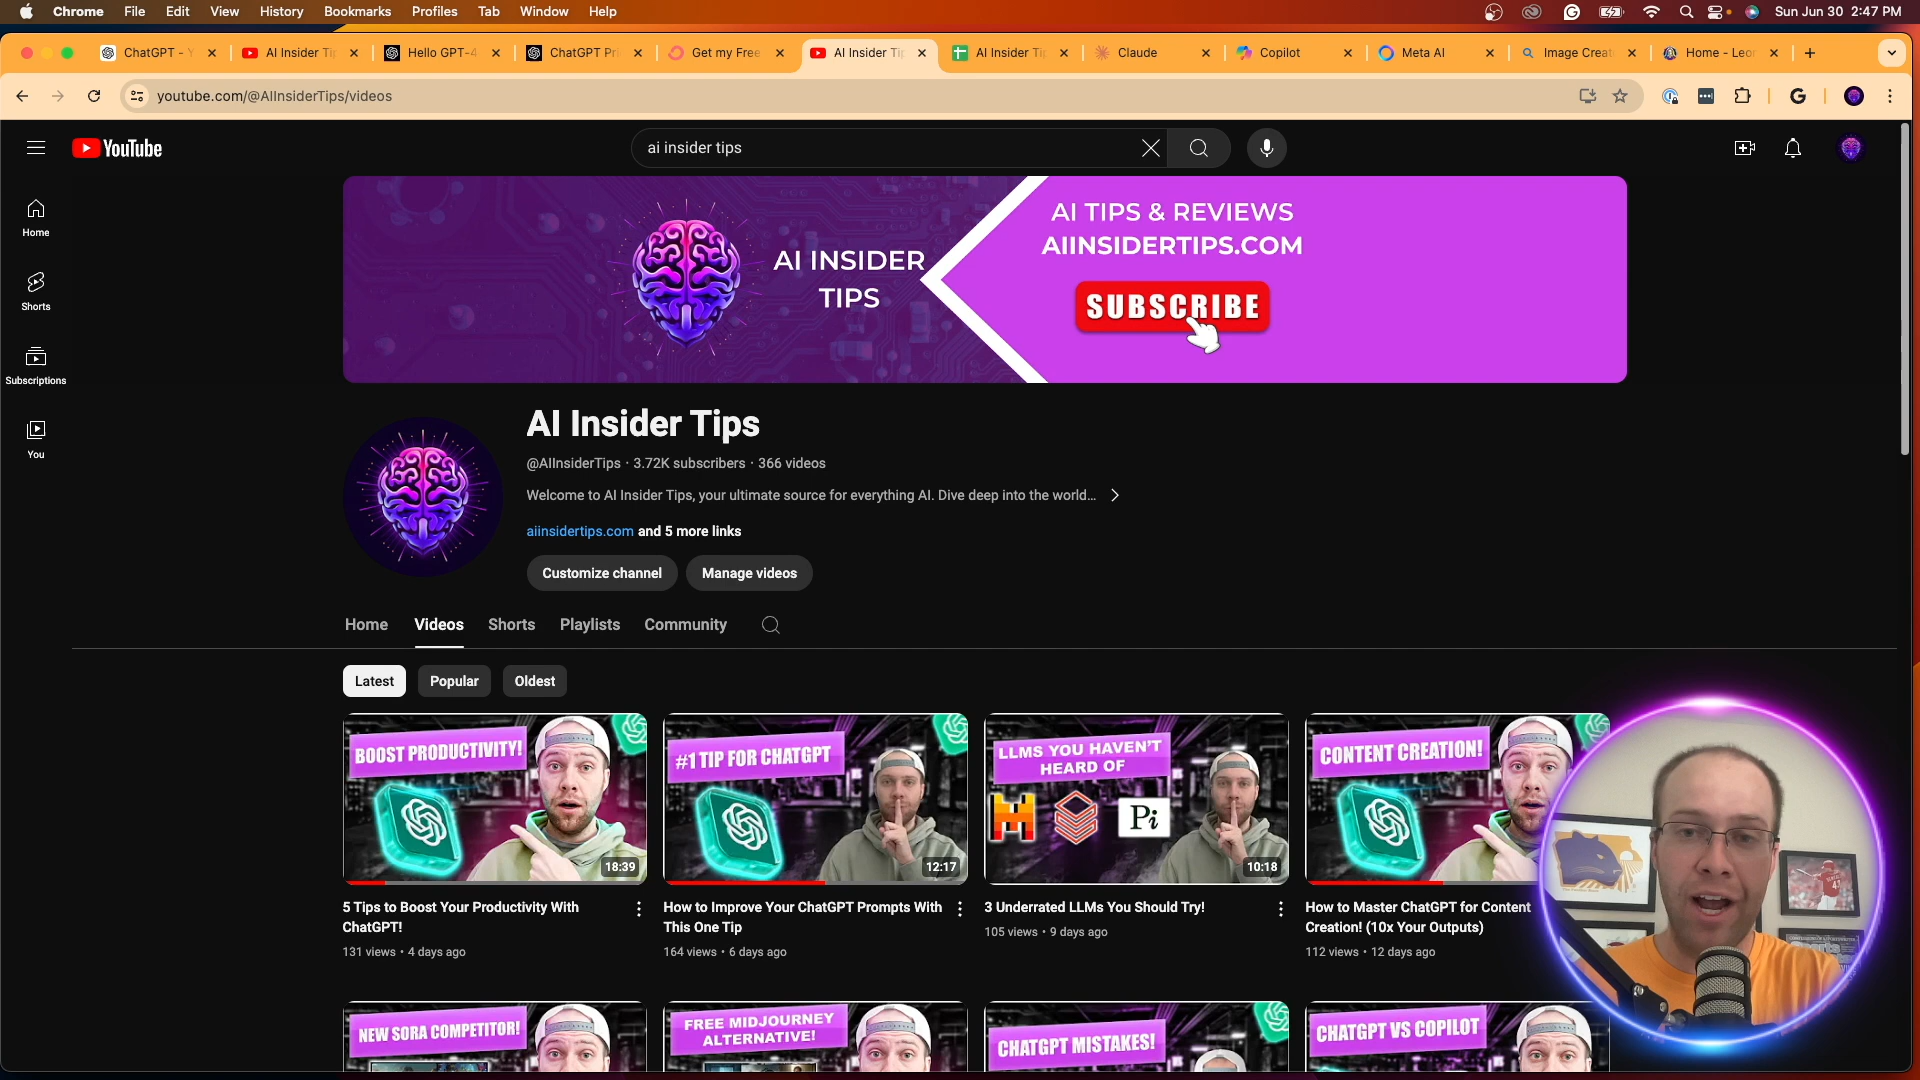 Chrome File Edit View History Bookmarks Profiles Tab Window Help Sun Jun 30 2:47 PM
ChatGPT - Y AI Insider Tip Hello GPT-4 ChatGPT Pr Get my Free AI Insider Tip AI Insider Tip Claude Copilot Meta AI Image Creat Home - Leon
youtube.com/@AIInsiderTips/videos
YouTube
ai insider tips
Home
Shorts
Subscriptions
You
AI INSIDER
TIPS
AI TIPS & REVIEWS
AIINSIDERTIPS.COM
SUBSCRIBE
AI Insider Tips
@AIInsiderTips · 3.72K subscribers · 366 videos
Welcome to AI Insider Tips, your ultimate source for everything AI. Dive deep into the world...
aiinsidertips.com and 5 more links
Customize channel Manage videos
Home Videos Shorts Playlists Community
Latest Popular Oldest
BOOST PRODUCTIVITY!
18:39
5 Tips to Boost Your Productivity With
ChatGPT!
131 views • 4 days ago
#1 TIP FOR CHATGPT
12:17
How to Improve Your ChatGPT Prompts With
This One Tip
164 views • 6 days ago
LLMS YOU HAVEN'T
HEARD OF
Pi
10:18
3 Underrated LLMs You Should Try!
105 views • 9 days ago
CONTENT CREATION!
How to Master ChatGPT for Content
Creation! (10x Your Outputs)
112 views • 12 days ago
NEW SORA COMPETITOR!
FREE MIDJOURNEY
ALTERNATIVE!
CHATGPT MISTAKES!
CHATGPT VS COPILOT